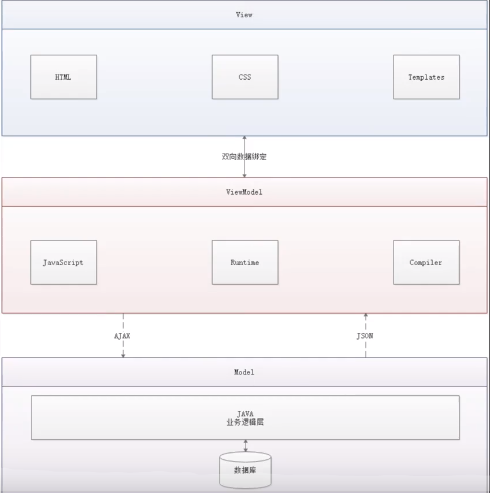 View
HTML
CSS
Templates
双向数据绑定
ViewModel
JavaScript
Runtime
Compiler
AJAX
JSON
Model
JAVA
业务逻辑层
数据库